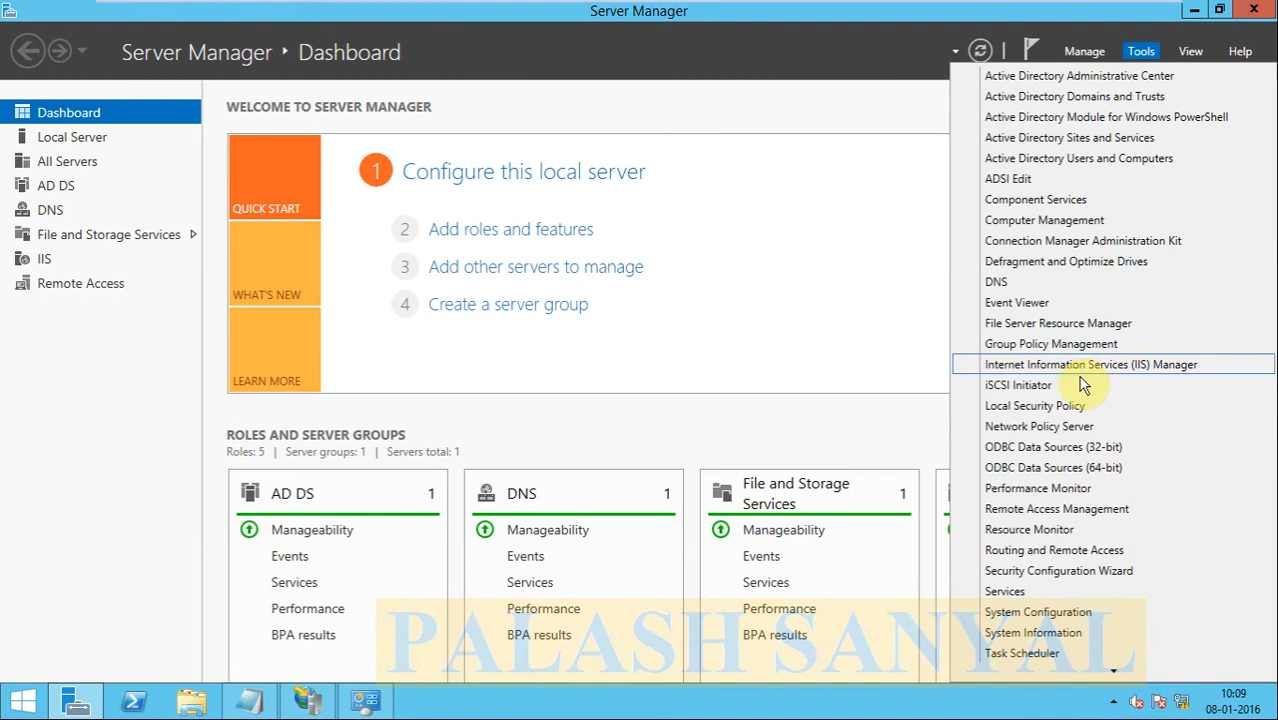 Server Manager
Server Manager • Dashboard
Manage Tools View Help
Dashboard
Local Server
All Servers
AD DS
DNS
File and Storage Services
IIS
Remote Access
WELCOME TO SERVER MANAGER
QUICK START
WHAT'S NEW
LEARN MORE
1 Configure this local server
2 Add roles and features
3 Add other servers to manage
4 Create a server group
ROLES AND SERVER GROUPS
Roles: 5 | Server groups: 1 | Servers total: 1
AD DS 1
Manageability
Events
Services
Performance
BPA results
DNS 1
Manageability
Events
Services
Performance
BPA results
File and Storage
Services 1
Manageability
Events
Services
Performance
BPA results
Active Directory Administrative Center
Active Directory Domains and Trusts
Active Directory Module for Windows PowerShell
Active Directory Sites and Services
Active Directory Users and Computers
ADSI Edit
Component Services
Computer Management
Connection Manager Administration Kit
Defragment and Optimize Drives
DNS
Event Viewer
File Server Resource Manager
Group Policy Management
Internet Information Services (IIS) Manager
iSCSI Initiator
Local Security Policy
Network Policy Server
ODBC Data Sources (32-bit)
ODBC Data Sources (64-bit)
Performance Monitor
Remote Access Management
Resource Monitor
Routing and Remote Access
Security Configuration Wizard
Services
System Configuration
System Information
Task Scheduler
PALASH SANYAL
10:09
08-01-2016